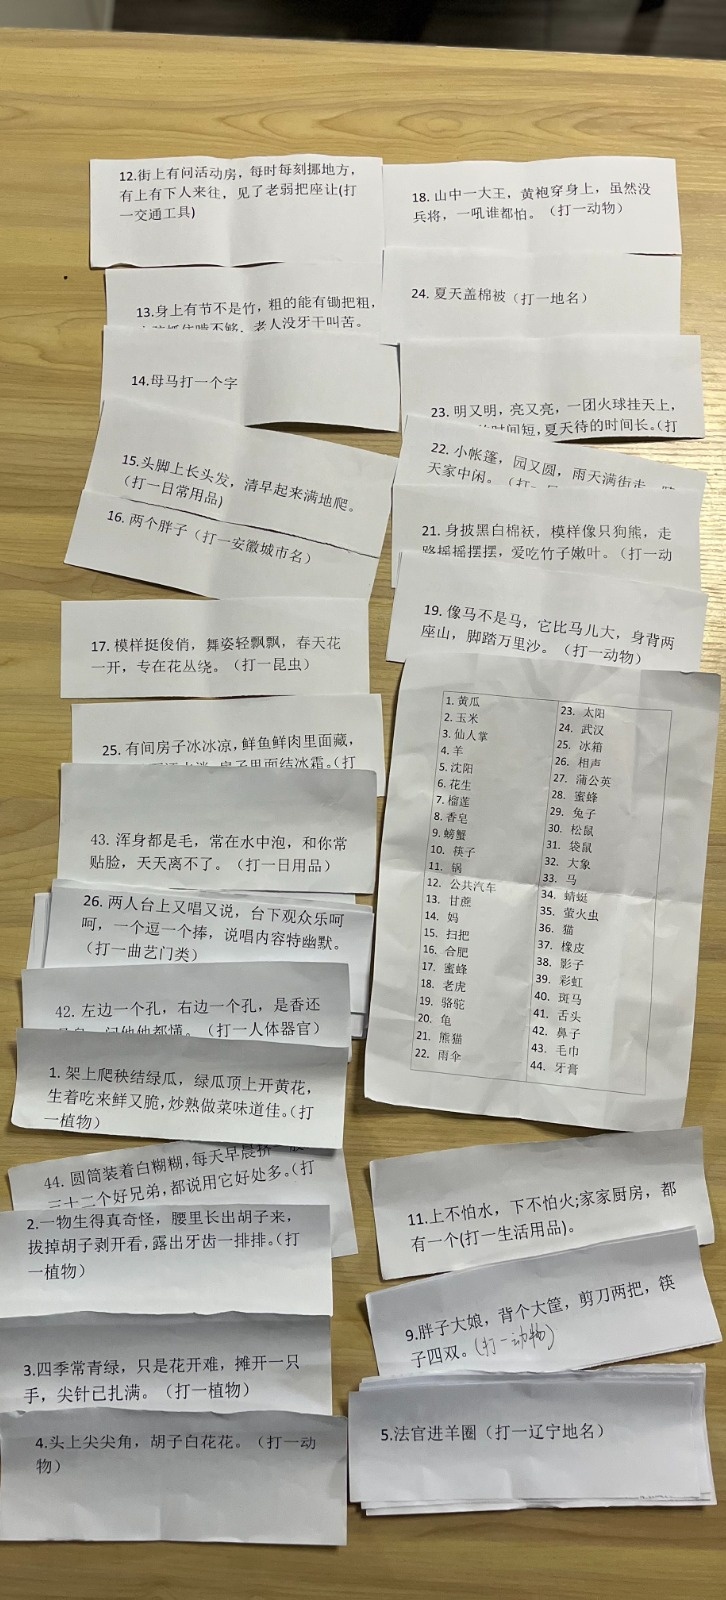 12.街上有问活动房，每时每刻挪地方，
有上有下人来往，见了老弱把座让(打
一交通工具)
13.身上有节不是竹，粗的能有锄把粗，
老人没牙干叫苦。
14.母马打一个字
15.头脚上长头发，清早起来满地爬。
（打一日常用品)
16. 两个胖子（打一安徽城市名）
17. 模样挺俊俏，舞姿轻飘飘，春天花
一开，专在花丛绕。（打一昆虫）
25. 有间房子冰冰凉，鲜鱼鲜肉里面藏，
房子里面结冰霜。(打
43. 浑身都是毛，常在水中泡，和你常
贴脸，天天离不了。（打一日用品）
26. 两人台上又唱又说，台下观众乐呵
呵，一个逗一个捧，说唱内容特幽默。
（打一曲艺门类）
42. 左边一个孔，右边一个孔，是香还
问他他都懂。（打一人体器官）
1. 架上爬秧结绿瓜，绿瓜顶上开黄花，
生着吃来鲜又脆，炒熟做菜味道佳。(打
一植物）
44. 圆筒装着白糊糊，每天早晨挤一股
三十二个好兄弟，都说用它好处多。(打
2.一物生得真奇怪，腰里长出胡子来，
拔掉胡子剥开看，露出牙齿一排排。(打
一植物）
3.四季常青绿，只是花开难，摊开一只
手，尖针已扎满。（打一植物）
4.头上尖尖角，胡子白花花。（打一动
物）
18. 山中一大王，黄袍穿身上，虽然没
兵将，一吼谁都怕。（打一动物）
24. 夏天盖棉被（打一地名）
23. 明又明，亮又亮，一团火球挂天上，
时间短，夏天待的时间长。（打
22. 小帐篷，园又圆，雨天满街走，
天家中闲。（打
21. 身披黑白棉袄，模样像只狗熊，走
路摇摇摆摆，爱吃竹子嫩叶。（打一动
19. 像马不是马，它比马儿大，身背两
座山，脚踏万里沙。（打一动物）
1. 黄瓜
2. 玉米
3. 仙人掌
4. 羊
5. 沈阳
6. 花生
7. 榴莲
8. 香皂
9. 螃蟹
10. 筷子
11. 锅
12. 公共汽车
13. 甘蔗
14. 妈
15. 扫把
16. 合肥
17. 蜜蜂
18. 老虎
19. 骆驼
20. 龟
21. 熊猫
22. 雨伞
23. 太阳
24. 武汉
25. 冰箱
26. 相声
27. 蒲公英
28. 蜜蜂
29. 兔子
30. 松鼠
31. 袋鼠
32. 大象
33. 马
34. 蜻蜓
35. 萤火虫
36. 猫
37. 橡皮
38. 影子
39. 彩虹
40. 斑马
41. 舌头
42. 鼻子
43. 毛巾
44. 牙膏
11.上不怕水，下不怕火;家家厨房，都
有一个(打一生活用品)。
9.胖子大娘，背个大筐，剪刀两把，筷
子四双。(打一动物)
5.法官进羊圈（打一辽宁地名）